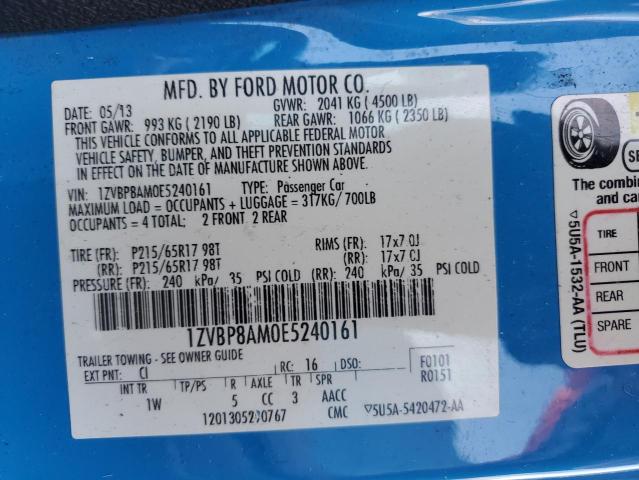 MFD. BY FORD MOTOR CO.
DATE: 05/13 GVWR: 2041 KG ( 4500 LB)
FRONT GAWR: 993 KG ( 2190 LB) REAR GAWR: 1066 KG ( 2350 LB)
THIS VEHICLE CONFORMS TO ALL APPLICABLE FEDERAL MOTOR
VEHICLE SAFETY, BUMPER, AND THEFT PREVENTION STANDARDS
IN EFFECT ON THE DATE OF MANUFACTURE SHOWN ABOVE.
VIN: 1ZVBP8AM0E5240161 TYPE: Passenger Car
MAXIMUM LOAD = OCCUPANTS + LUGGAGE = 317KG/ 700LB
OCCUPANTS = 4 TOTAL: 2 FRONT 2 REAR
TIRE (FR): P215/65R17 98T RIMS (FR): 17x7.0J
(RR): P215/65R17 98T (RR): 17x7.0J
PRESSURE (FR): 240 kPa/ 35 PSI COLD (RR): 240 kPa/ 35 PSI COLD
1ZVBP8AM0E5240161
TRAILER TOWING - SEE OWNER GUIDE
EXT PNT: CI RC: 16 DSO: F0101
R0151
INT TR TP/PS R AXLE TR SPR
1W 5 CC 3 AACC
CMC
5U5A-5420472-AA
The combin
and car
TIRE
FRONT
REAR
SPARE
5U5A-1532-AA (TLU)